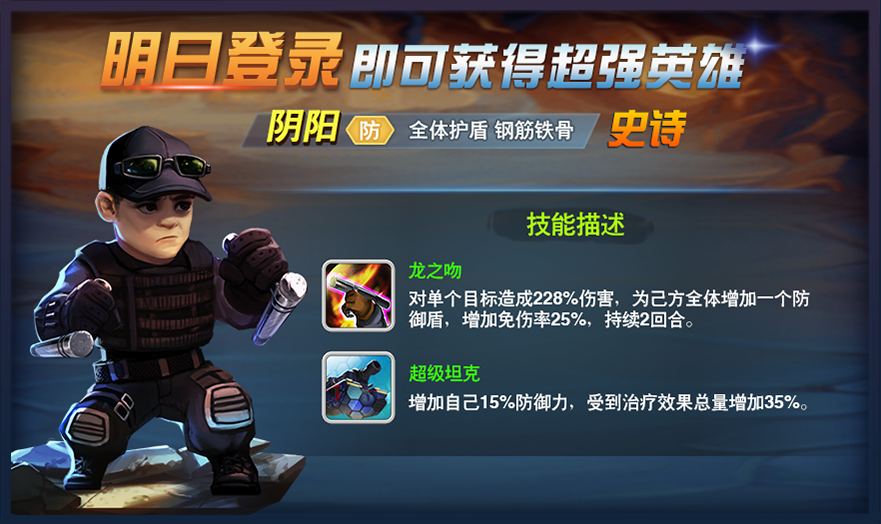 明日登录 即可获得超强英雄
阴阳 防 全体护盾 钢筋铁骨 史诗
技能描述
龙之吻
对单个目标造成228%伤害，为己方全体增加一个防
御盾，增加免伤率25%，持续2回合。
超级坦克
增加自己15%防御力，受到治疗效果总量增加35%。